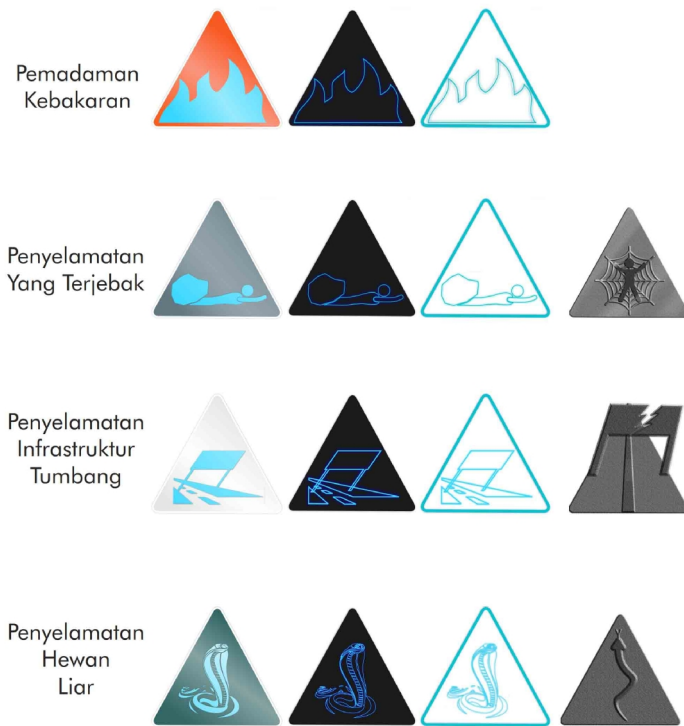 Pemadaman
Kebakaran
Penyelamatan
Yang Terjebak
Penyelamatan
Infrastruktur
Tumbang
Penyelamatan
Hewan
Liar